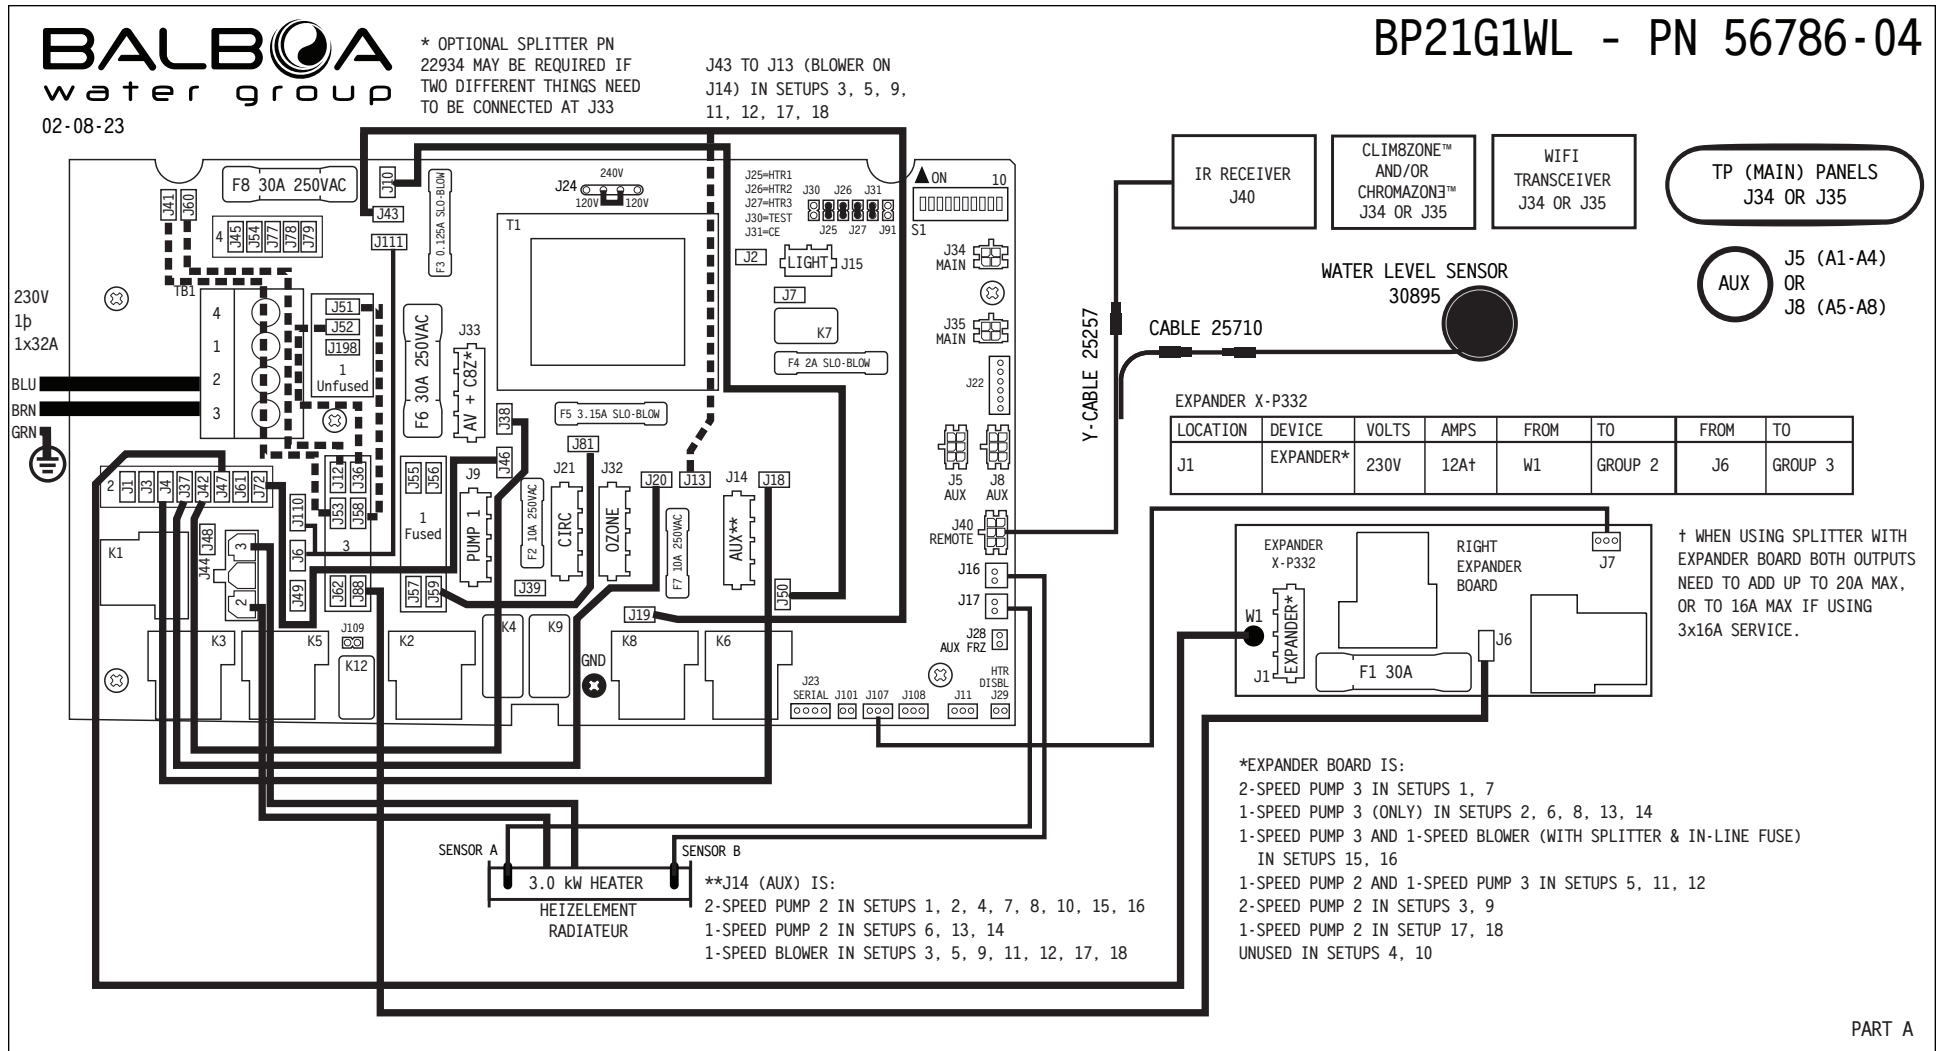 BALBOA
water group
02-08-23
* OPTIONAL SPLITTER PN
22934 MAY BE REQUIRED IF
TWO DIFFERENT THINGS NEED
TO BE CONNECTED AT J33
J43 TO J13 (BLOWER ON
J14) IN SETUPS 3, 5, 9,
11, 12, 17, 18
BP21G1WL - PN 56786-04
IR RECEIVER
J40
CLIM8ZONE™
AND/OR
CHROMAZONƎ™
J34 OR J35
WIFI
TRANSCEIVER
J34 OR J35
TP (MAIN) PANELS
J34 OR J35
AUX
J5 (A1-A4)
OR
J8 (A5-A8)
WATER LEVEL SENSOR
30895
CABLE 25710
Y-CABLE 25257
J41
J60
F8 30A 250VAC
4
J45
J54
J77
J78
J79
J10
J43
J111
F3 0.125A SLO-BLOW
J24
240V
120V
120V
T1
J25=HTR1
J26=HTR2
J27=HTR3
J30=TEST
J31=CE
J30
J26
J31
J25
J27
J91
ON
10
S1
J2
LIGHT
J15
J7
K7
F4 2A SLO-BLOW
J34
MAIN
J35
MAIN
J22
230V
1þ
1x32A
BLU
BRN
GRN
TB1
4
1
2
3
J51
J52
J198
1
Unfused
F6 30A 250VAC
J33
AV + C8Z*
J38
J46
F5 3.15A SLO-BLOW
J81
2
J1
J3
J4
J37
J42
J47
J61
J72
J12
J36
J53
J58
3
J62
J88
J110
J6
J49
J48
J44
3
2
K1
J55
J56
1
Fused
J57
J59
J9
PUMP 1
F2 10A 250VAC
J21
CIRC
J32
OZONE
J39
J20
J13
F7 10A 250VAC
J14
AUX**
J18
J50
J19
J5
AUX
J8
AUX
J40
REMOTE
J16
J17
J28
AUX FRZ
K3
K5
J109
K12
K2
K4
K9
GND
K8
K6
J23
SERIAL
J101
J107
J108
J11
HTR
DISBL
J29
EXPANDER X-P332
LOCATION DEVICE VOLTS AMPS FROM TO FROM TO
J1 EXPANDER* 230V 12A† W1 GROUP 2 J6 GROUP 3
EXPANDER
X-P332
RIGHT
EXPANDER
BOARD
J7
W1
EXPANDER*
J1
F1 30A
J6
† WHEN USING SPLITTER WITH
EXPANDER BOARD BOTH OUTPUTS
NEED TO ADD UP TO 20A MAX,
OR TO 16A MAX IF USING
3x16A SERVICE.
SENSOR A
SENSOR B
3.0 kW HEATER
HEIZELEMENT
RADIATEUR
**J14 (AUX) IS:
2-SPEED PUMP 2 IN SETUPS 1, 2, 4, 7, 8, 10, 15, 16
1-SPEED PUMP 2 IN SETUPS 6, 13, 14
1-SPEED BLOWER IN SETUPS 3, 5, 9, 11, 12, 17, 18
*EXPANDER BOARD IS:
2-SPEED PUMP 3 IN SETUPS 1, 7
1-SPEED PUMP 3 (ONLY) IN SETUPS 2, 6, 8, 13, 14
1-SPEED PUMP 3 AND 1-SPEED BLOWER (WITH SPLITTER & IN-LINE FUSE)
IN SETUPS 15, 16
1-SPEED PUMP 2 AND 1-SPEED PUMP 3 IN SETUPS 5, 11, 12
2-SPEED PUMP 2 IN SETUPS 3, 9
1-SPEED PUMP 2 IN SETUP 17, 18
UNUSED IN SETUPS 4, 10
PART A